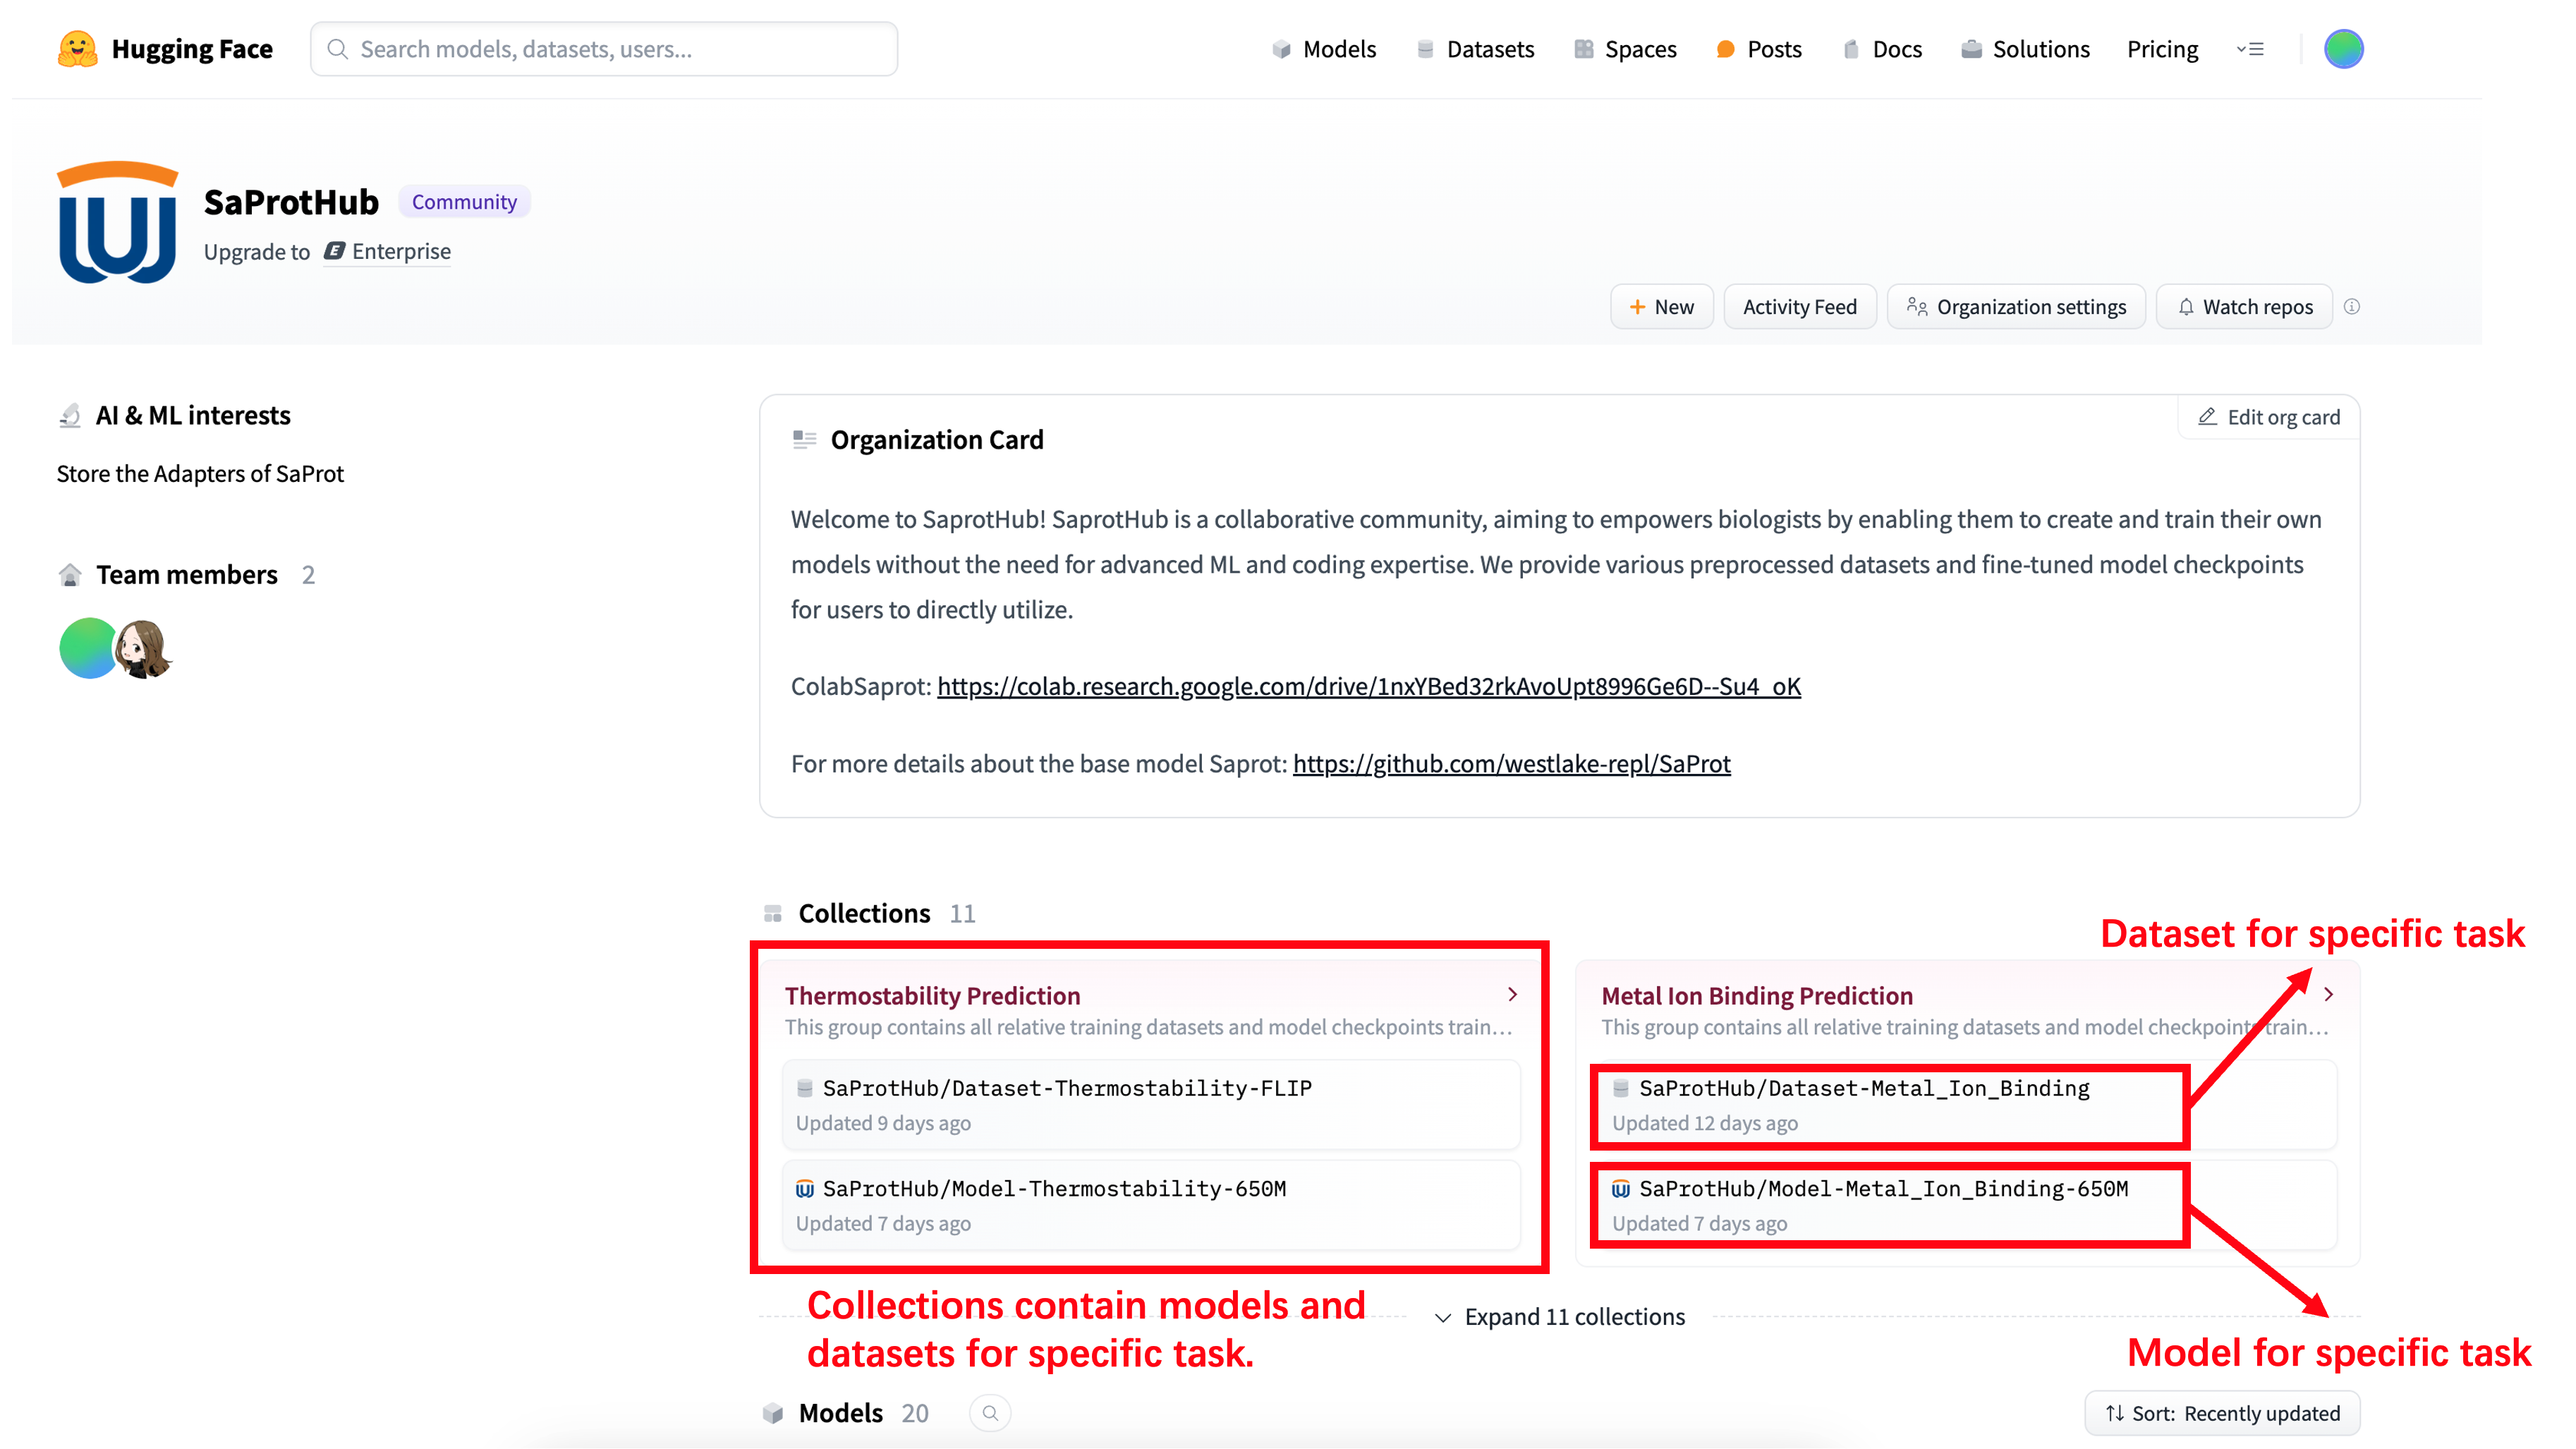 Hugging Face
Search models, datasets, users...
Models
Datasets
Spaces
Posts
Docs
Solutions
Pricing
SaProtHub
Community
Upgrade to Enterprise
New
Activity Feed
Organization settings
Watch repos
AI & ML interests
Store the Adapters of SaProt
Team members 2
Edit org card
Organization Card
Welcome to SaprotHub! SaprotHub is a collaborative community, aiming to empowers biologists by enabling them to create and train their own
models without the need for advanced ML and coding expertise. We provide various preprocessed datasets and fine-tuned model checkpoints
for users to directly utilize.
ColabSaprot: https://colab.research.google.com/drive/1nxYBed32rkAvoUpt8996Ge6D--Su4_oK
For more details about the base model Saprot: https://github.com/westlake-repl/SaProt
Collections 11
Dataset for specific task
Thermostability Prediction
This group contains all relative training datasets and model checkpoints train...
SaProtHub/Dataset-Thermostability-FLIP
Updated 9 days ago
SaProtHub/Model-Thermostability-650M
Updated 7 days ago
Metal Ion Binding Prediction
This group contains all relative training datasets and model checkpoints train...
SaProtHub/Dataset-Metal_Ion_Binding
Updated 12 days ago
SaProtHub/Model-Metal_Ion_Binding-650M
Updated 7 days ago
Collections contain models and
datasets for specific task.
Expand 11 collections
Model for specific task
Models 20
Sort: Recently updated